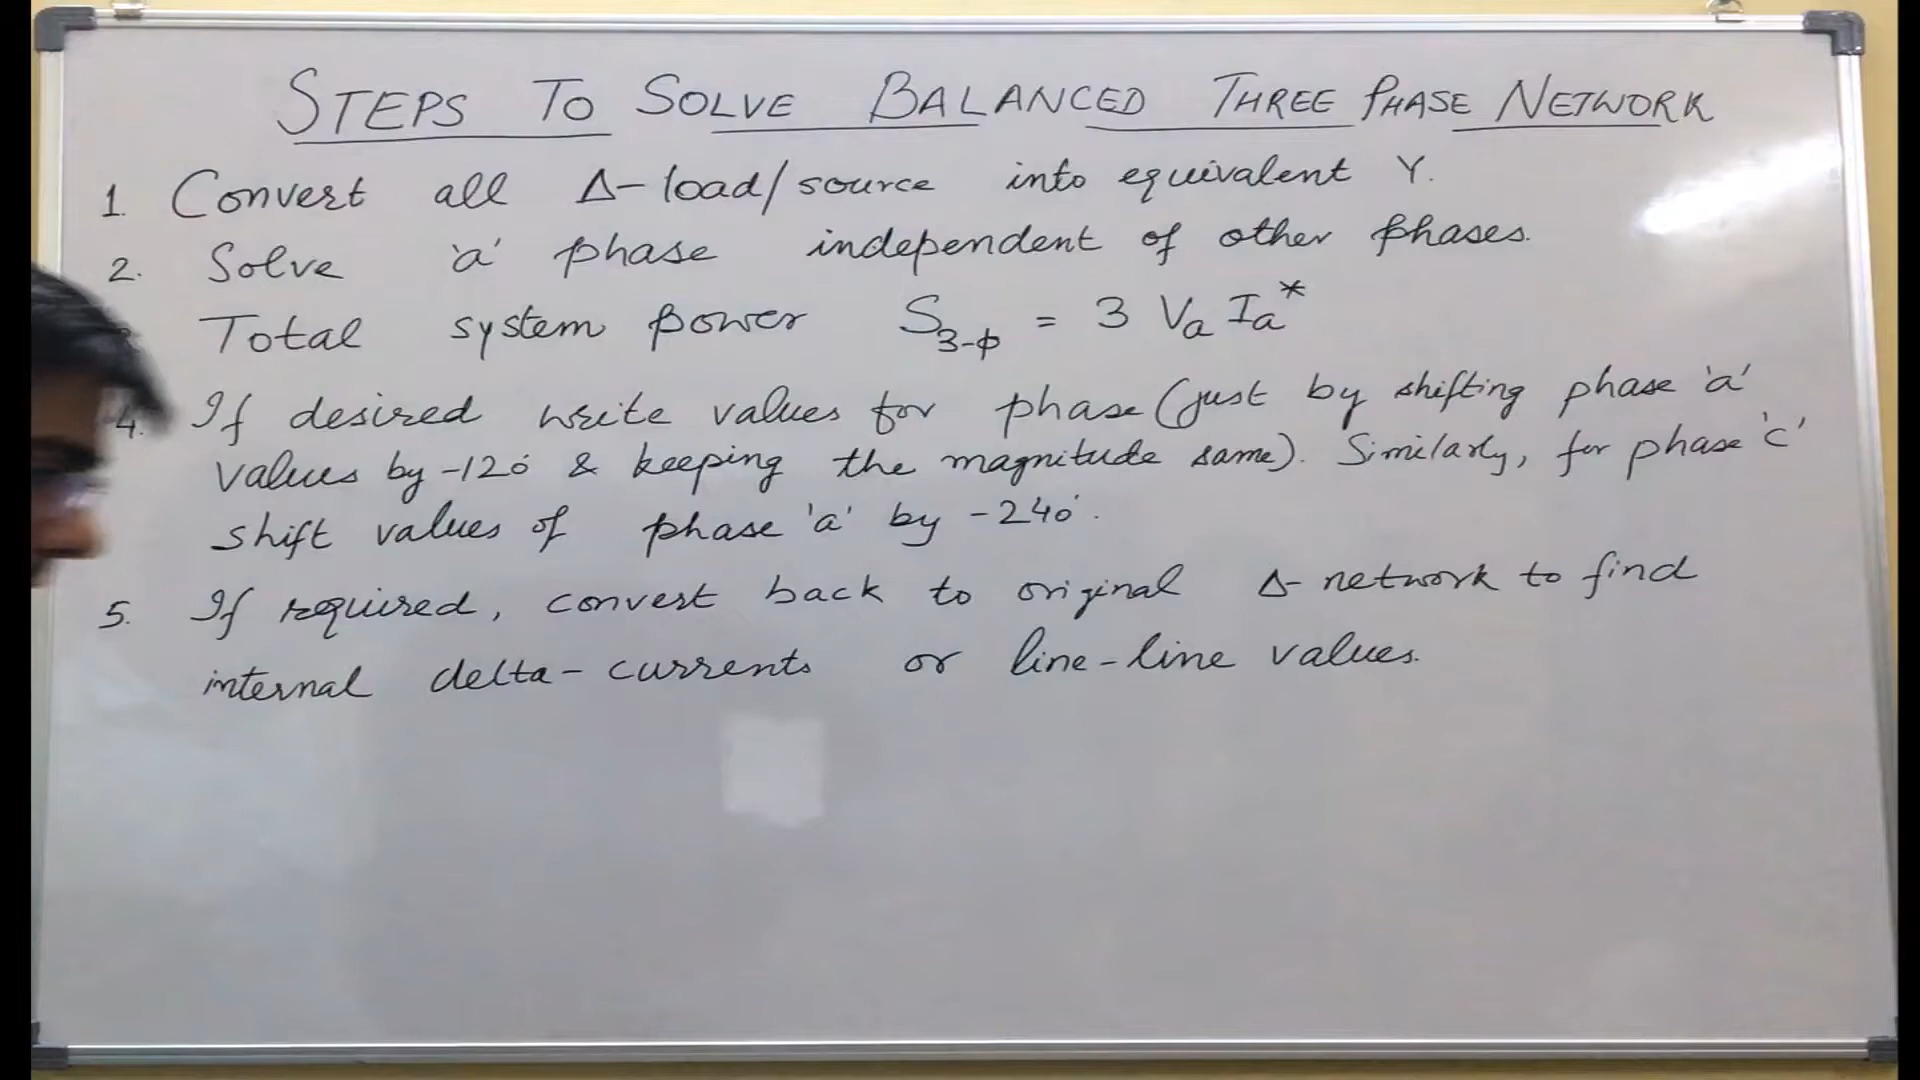 STEPS TO SOLVE BALANCED THREE PHASE NETWORK
1. Convert all Δ-load/source into equivalent Y.
2. Solve 'a' phase independent of other phases.
Total system power S3-ϕ = 3 Va Ia*
4. If desired write values for phase (just by shifting phase 'a'
values by -120° & keeping the magnitude same). Similarly, for phase 'c'
shift values of phase 'a' by -240°.
5. If required, convert back to original Δ- network to find
internal delta-currents or line-line values.